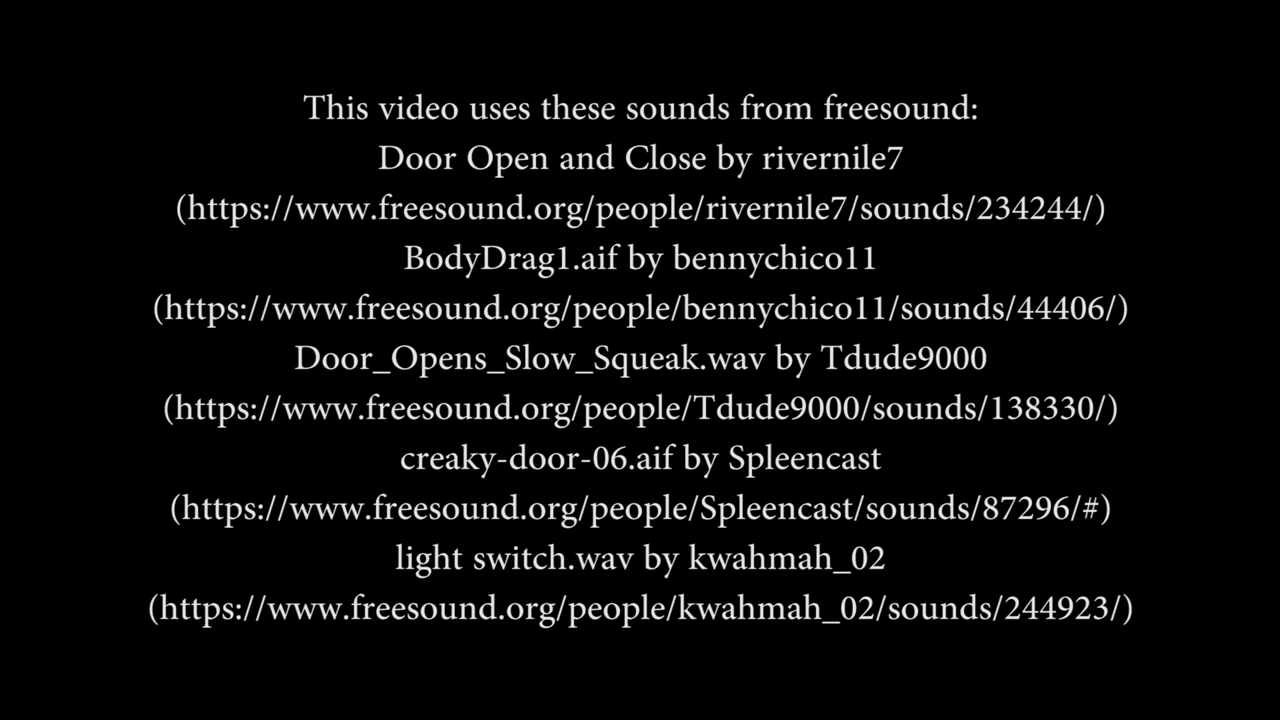 This video uses these sounds from freesound:
Door Open and Close by rivernile7
(https://www.freesound.org/people/rivernile7/sounds/234244/)
BodyDrag1.aif by bennychico11
(https://www.freesound.org/people/bennychico11/sounds/44406/)
Door_Opens_Slow_Squeak.wav by Tdude9000
(https://www.freesound.org/people/Tdude9000/sounds/138330/)
creaky-door-06.aif by Spleencast
(https://www.freesound.org/people/Spleencast/sounds/87296/#)
light switch.wav by kwahmah_02
(https://www.freesound.org/people/kwahmah_02/sounds/244923/)